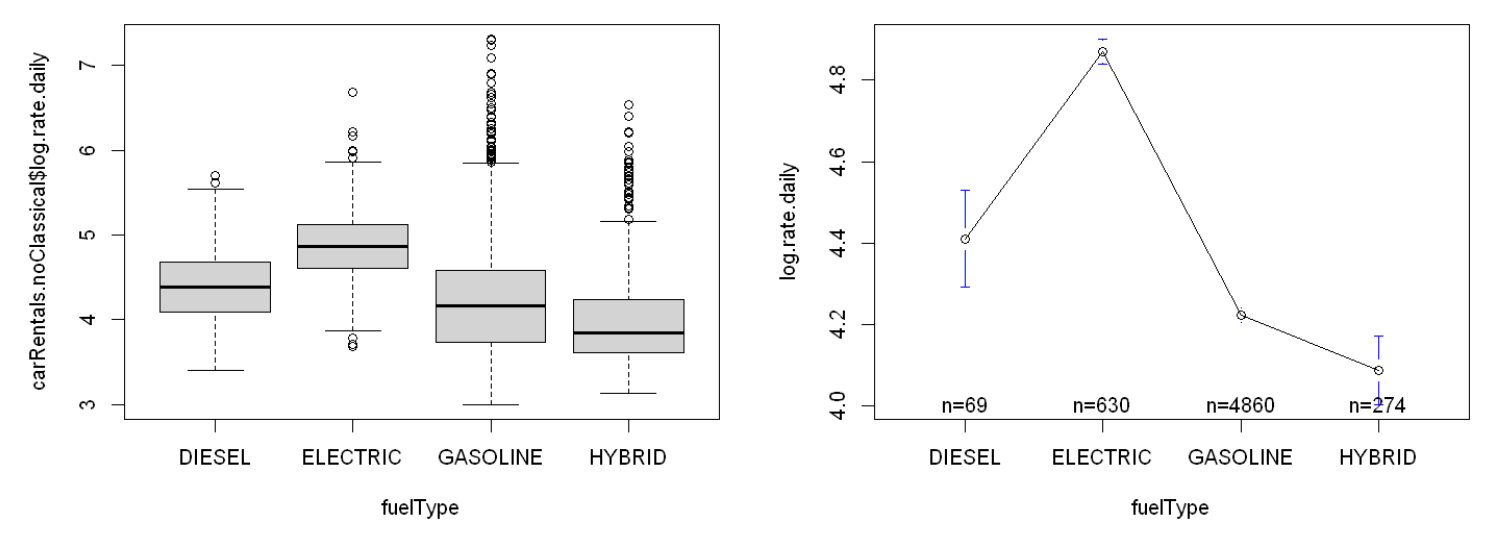 carRentals.noClassical$log.rate.daily
7
6
5
4
3
DIESEL ELECTRIC GASOLINE HYBRID
fuelType
log.rate.daily
4.8
4.6
4.4
4.2
4.0
n=69 n=630 n=4860 n=274
DIESEL ELECTRIC GASOLINE HYBRID
fuelType